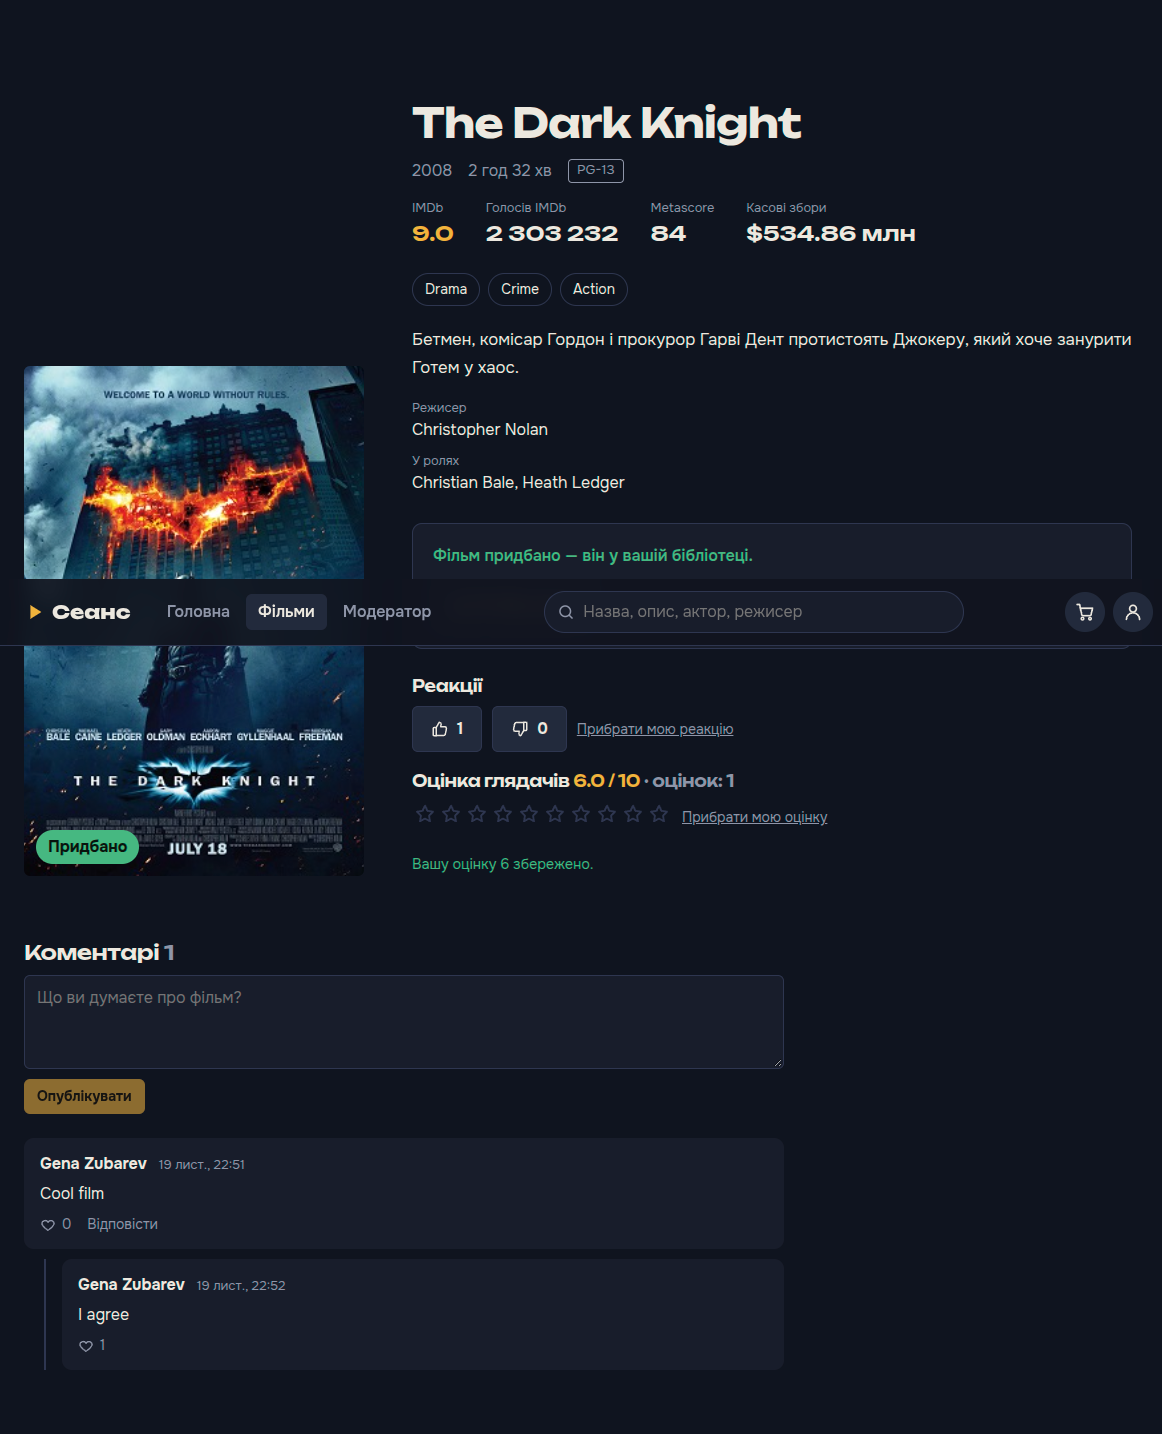 The Dark Knight
2008 2 год 32 хв PG-13
IMDb Голосів IMDb Metascore Касові збори
9.0 2 303 232 84 $534.86 млн
Drama Crime Action
Бетмен, комісар Гордон і прокурор Гарві Дент протистоять Джокеру, який хоче занурити
Готем у хаос.
WELCOME TO A WORLD WITHOUT RULES.
Режисер
Christopher Nolan
У ролях
Christian Bale, Heath Ledger
Фільм придбано — він у вашій бібліотеці.
Сеанс Головна Фільми Модератор Назва, опис, актор, режисер
Реакції
1 0 Прибрати мою реакцію
BALE CAINE LEDGER OLDMAN ECKHART GYLLENHAAL FREEMAN
THE DARK KNIGHT
Оцінка глядачів 6.0 / 10 · оцінок: 1
Прибрати мою оцінку
Придбано
JULY 18
Вашу оцінку 6 збережено.
Коментарі 1
Що ви думаєте про фільм?
Опублікувати
Gena Zubarev 19 лист., 22:51
Cool film
0 Відповісти
Gena Zubarev 19 лист., 22:52
I agree
1